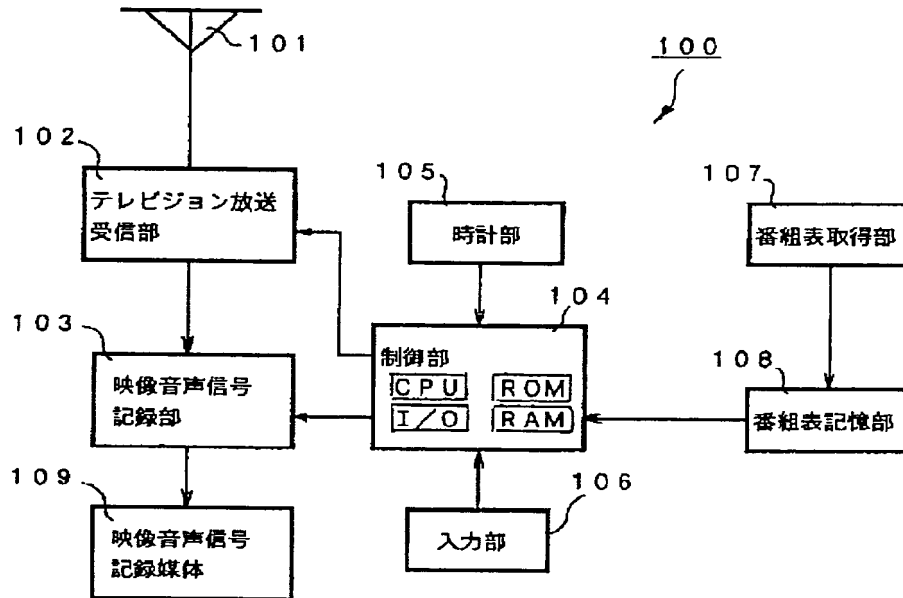 １０１
１００
１０２
テレビジョン放送
受信部
１０５
時計部
１０７
番組表取得部
１０３
映像音声信号
記録部
１０４
制御部
ＣＰＵ ＲＯＭ
Ｉ／Ｏ ＲＡＭ
１０８
番組表記憶部
１０９
映像音声信号
記録媒体
１０６
入力部